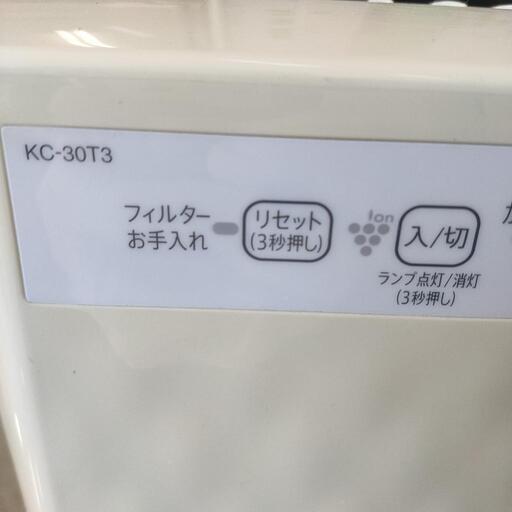 KC-30T3
フィルター
お手入れ
リセット
(3秒押し)
Ion
入/切
ランプ点灯/消灯
(3秒押し)